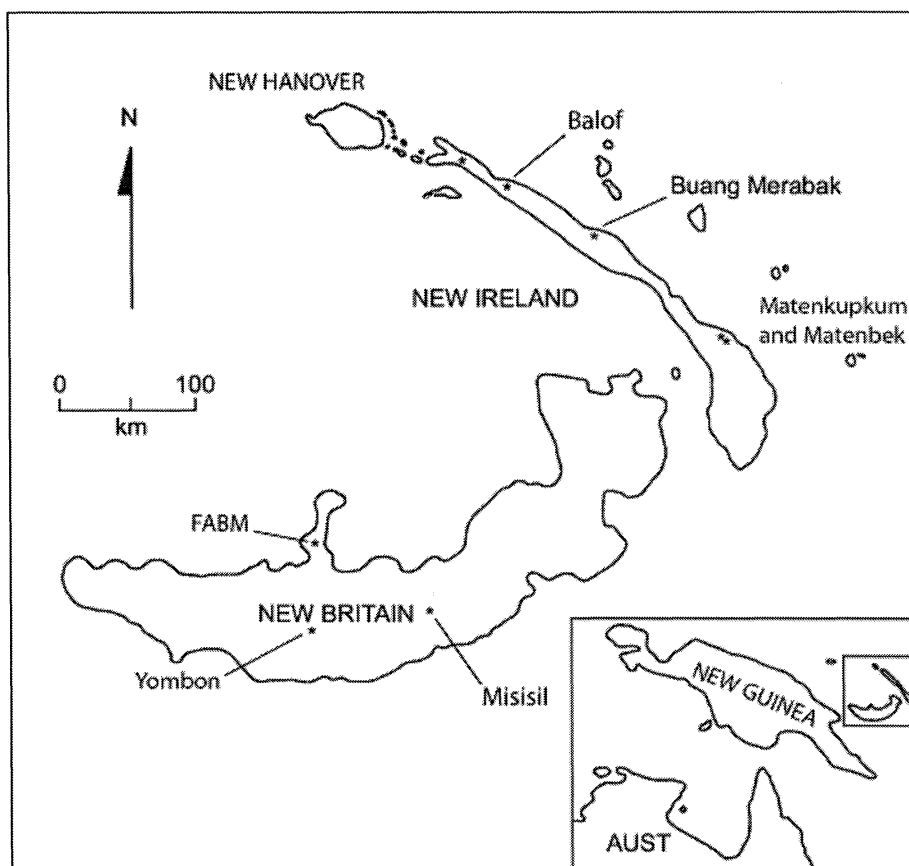 NEW HANOVER
N
Balof
Buang Merabak
NEW IRELAND
Matenkupkum
and Matenbek
0 100
km
FABM
NEW BRITAIN
Yombon
Misisil
NEW GUINEA
AUST